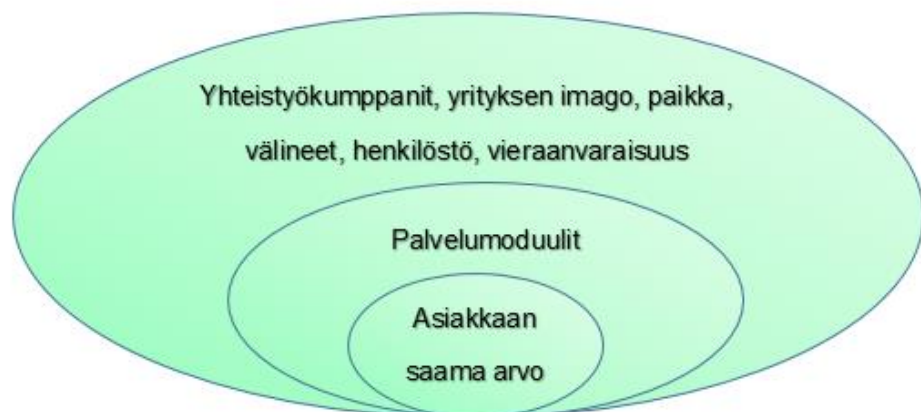 Yhteistyökumppanit, yrityksen imago, paikka,
välineet, henkilöstö, vieraanvaraisuus
Palvelumoduulit
Asiakkaan
saama arvo